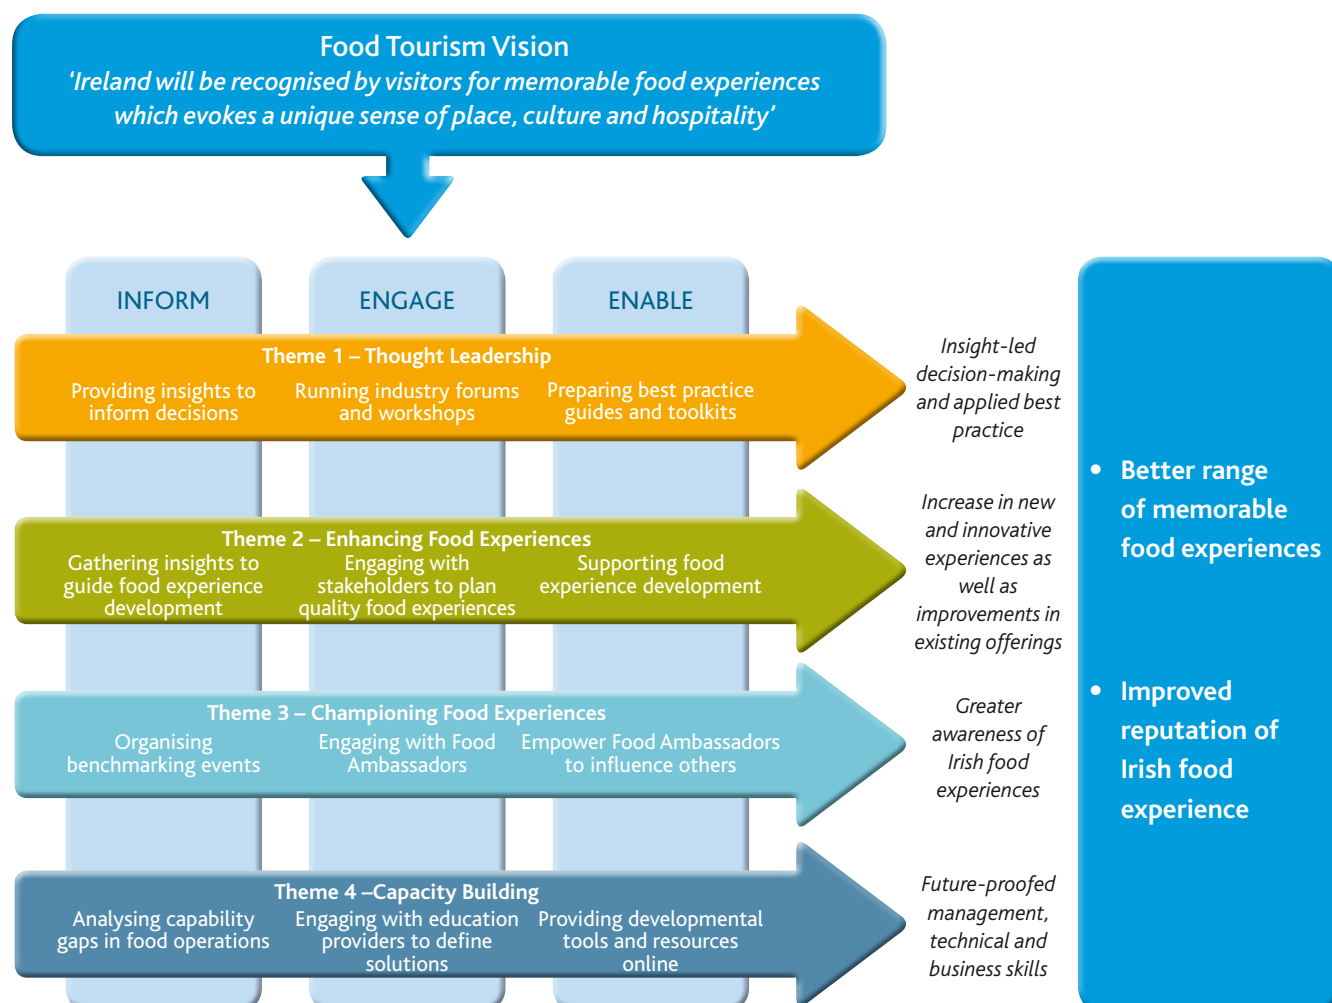 Food Tourism Vision
‘Ireland will be recognised by visitors for memorable food experiences
which evokes a unique sense of place, culture and hospitality’
INFORM
ENGAGE
ENABLE
Theme 1 – Thought Leadership
Providing insights to
inform decisions
Running industry forums
and workshops
Preparing best practice
guides and toolkits
Insight-led
decision-making
and applied best
practice
Theme 2 – Enhancing Food Experiences
Gathering insights to
guide food experience
development
Engaging with
stakeholders to plan
quality food experiences
Supporting food
experience development
Increase in new
and innovative
experiences as
well as
improvements in
existing offerings
Theme 3 – Championing Food Experiences
Organising
benchmarking events
Engaging with Food
Ambassadors
Empower Food Ambassadors
to influence others
Greater
awareness of
Irish food
experiences
Theme 4 –Capacity Building
Analysing capability
gaps in food operations
Engaging with education
providers to define
solutions
Providing developmental
tools and resources
online
Future-proofed
management,
technical and
business skills
• Better range
of memorable
food experiences
• Improved
reputation of
Irish food
experience